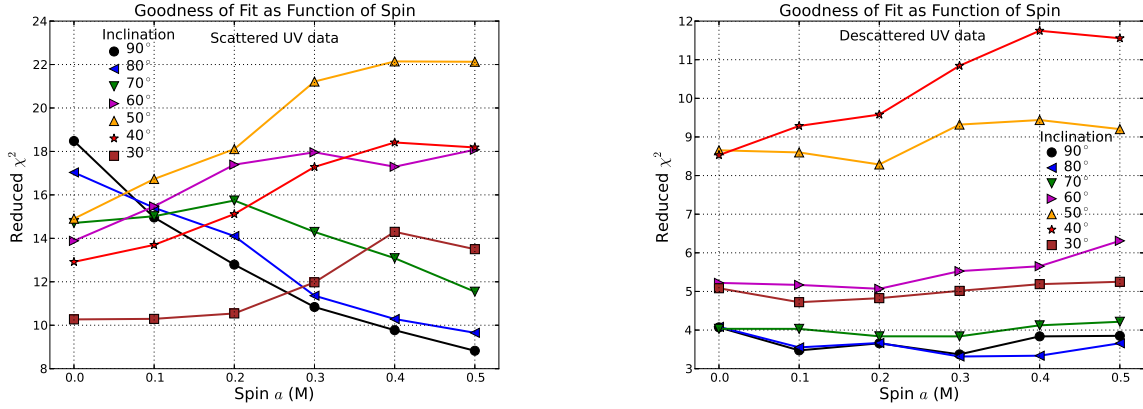 Goodness of Fit as Function of Spin
24
22
20
18
16
14
12
10
8
Reduced χ²
Inclination
90°
80°
70°
60°
50°
40°
30°
Scattered UV data
0.0 0.1 0.2 0.3 0.4 0.5
Spin a (M)
Goodness of Fit as Function of Spin
12
11
10
9
8
7
6
5
4
3
Reduced χ²
Descattered UV data
Inclination
90°
80°
70°
60°
50°
40°
30°
0.0 0.1 0.2 0.3 0.4 0.5
Spin a (M)